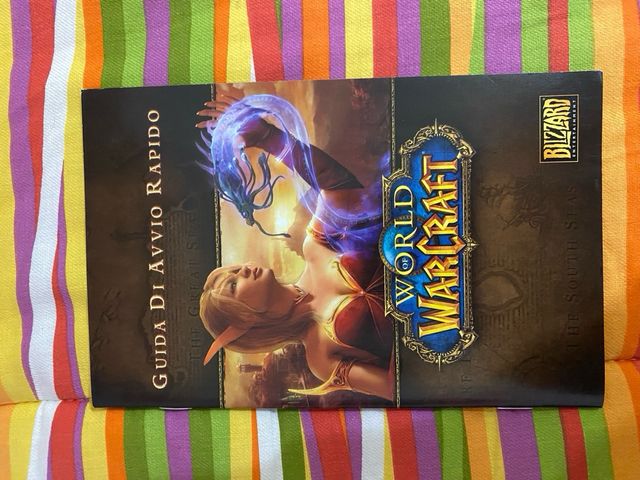 GUIDA DI AVVIO RAPIDO
THE GREAT SEA
WORLD
OF
WARCRAFT
THE SOUTH SEAS
BLIZZARD
ENTERTAINMENT